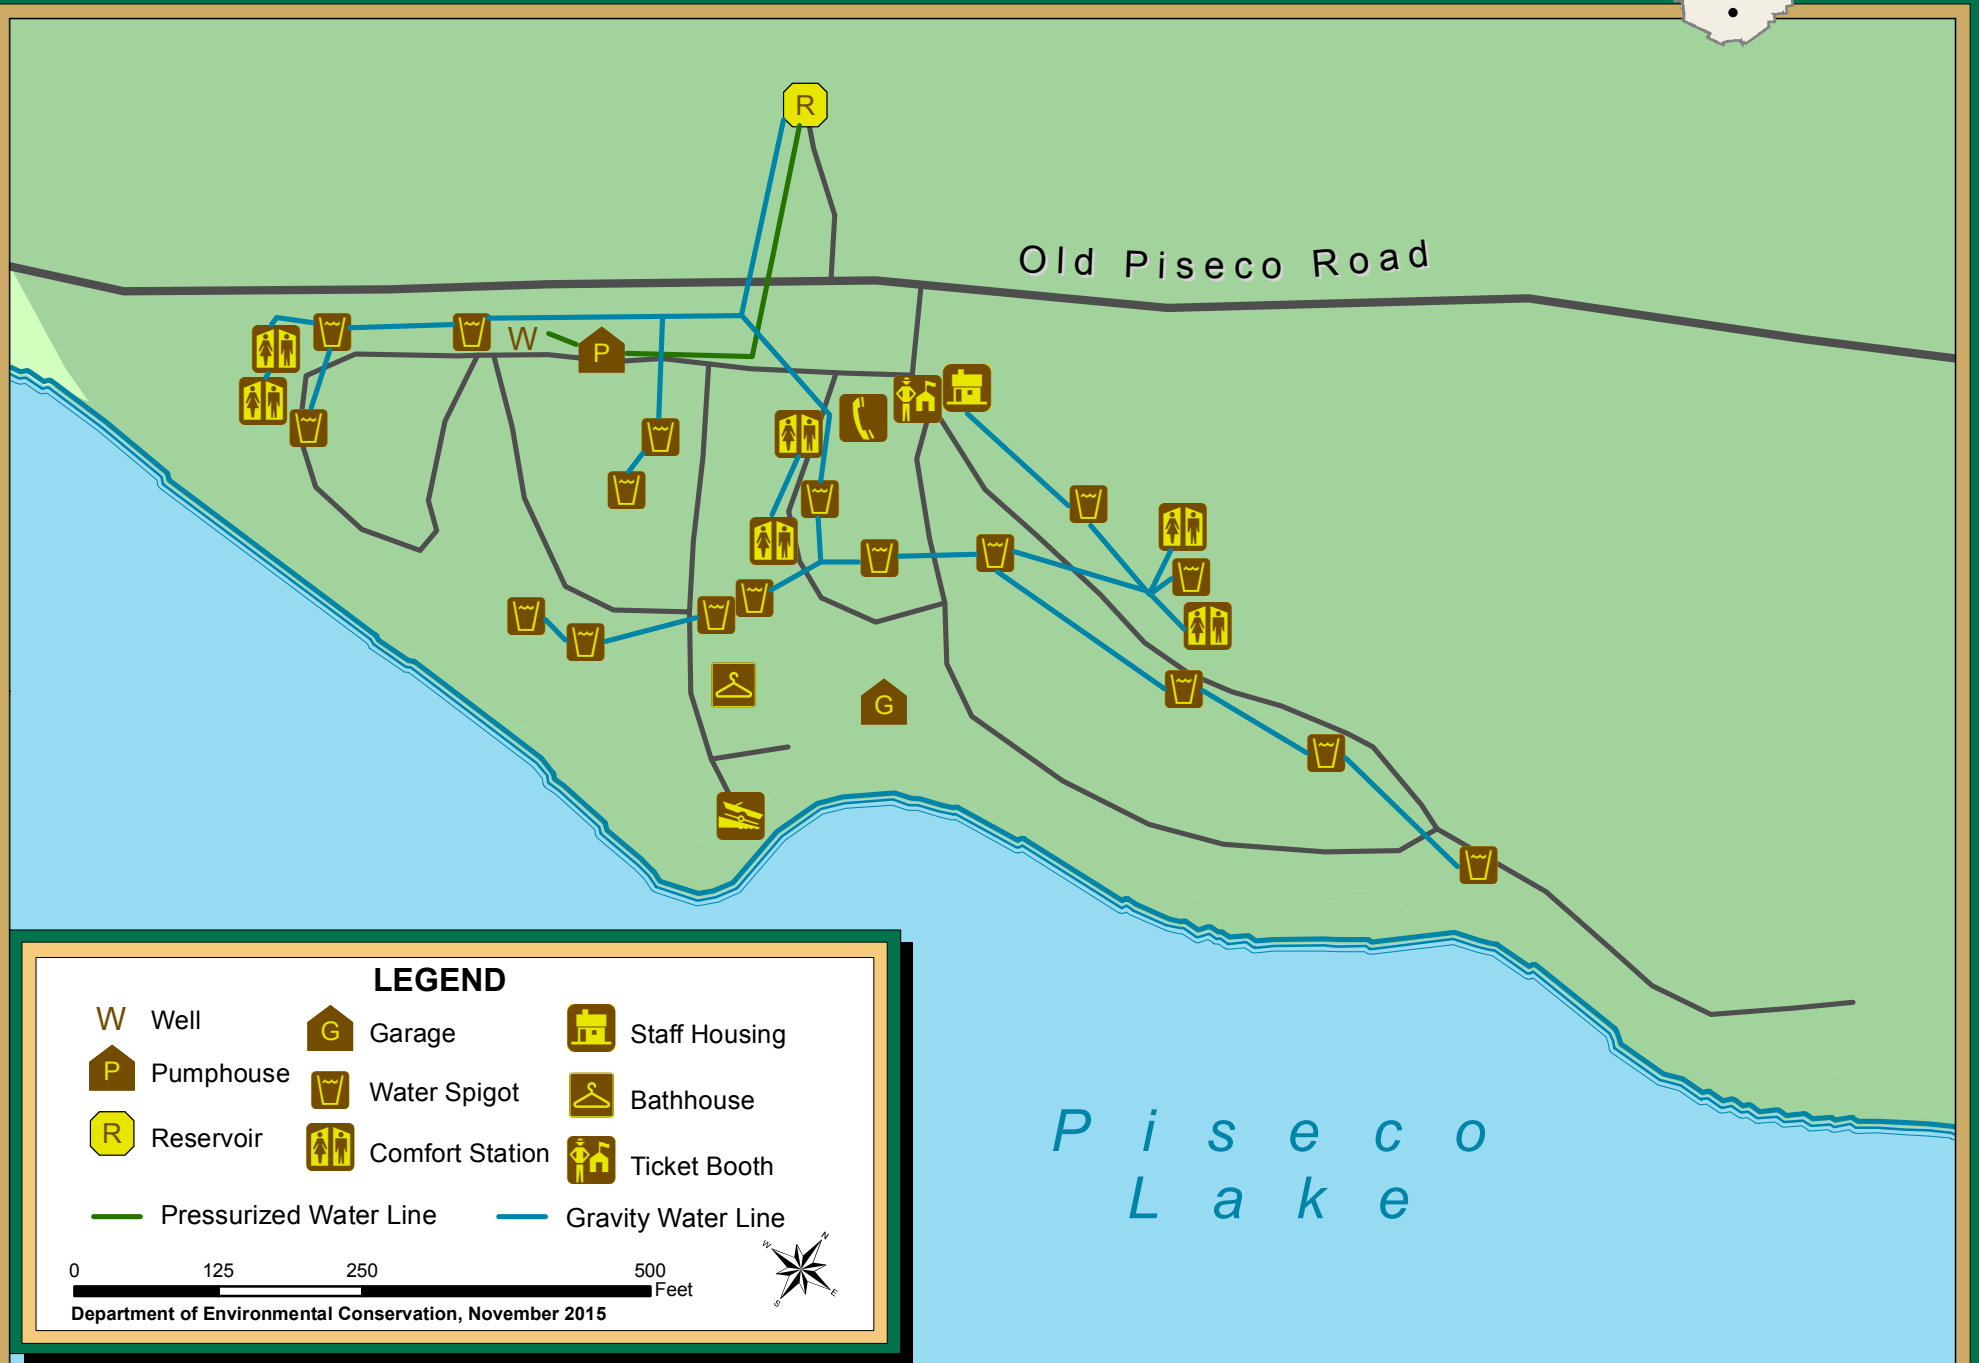 R
Old Piseco Road
W
P
G
LEGEND
W Well
G Garage
Staff Housing
P Pumphouse
Water Spigot
Bathhouse
R Reservoir
Comfort Station
Ticket Booth
Pressurized Water Line
Gravity Water Line
N
W
E
S
0 125 250 500
Feet
Department of Environmental Conservation, November 2015
Piseco
Lake